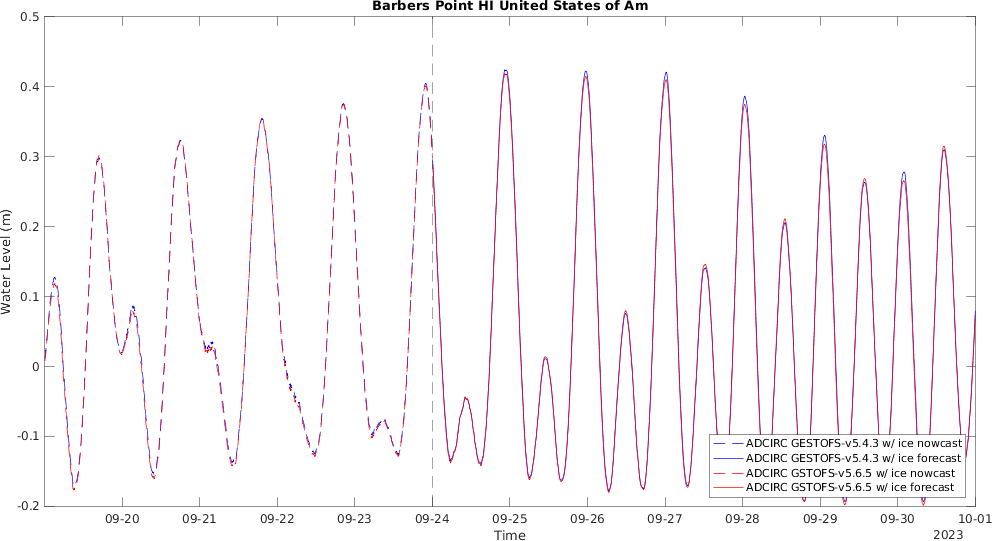 Barbers Point HI United States of Am
Water Level (m)
0.5
0.4
0.3
0.2
0.1
0
-0.1
-0.2
ADCIRC GESTOFS-v5.4.3 w/ ice nowcast
ADCIRC GESTOFS-v5.4.3 w/ ice forecast
ADCIRC GSTOFS-v5.6.5 w/ ice nowcast
ADCIRC GSTOFS-v5.6.5 w/ ice forecast
09-20 09-21 09-22 09-23 09-24 09-25 09-26 09-27 09-28 09-29 09-30 10-01
Time
2023